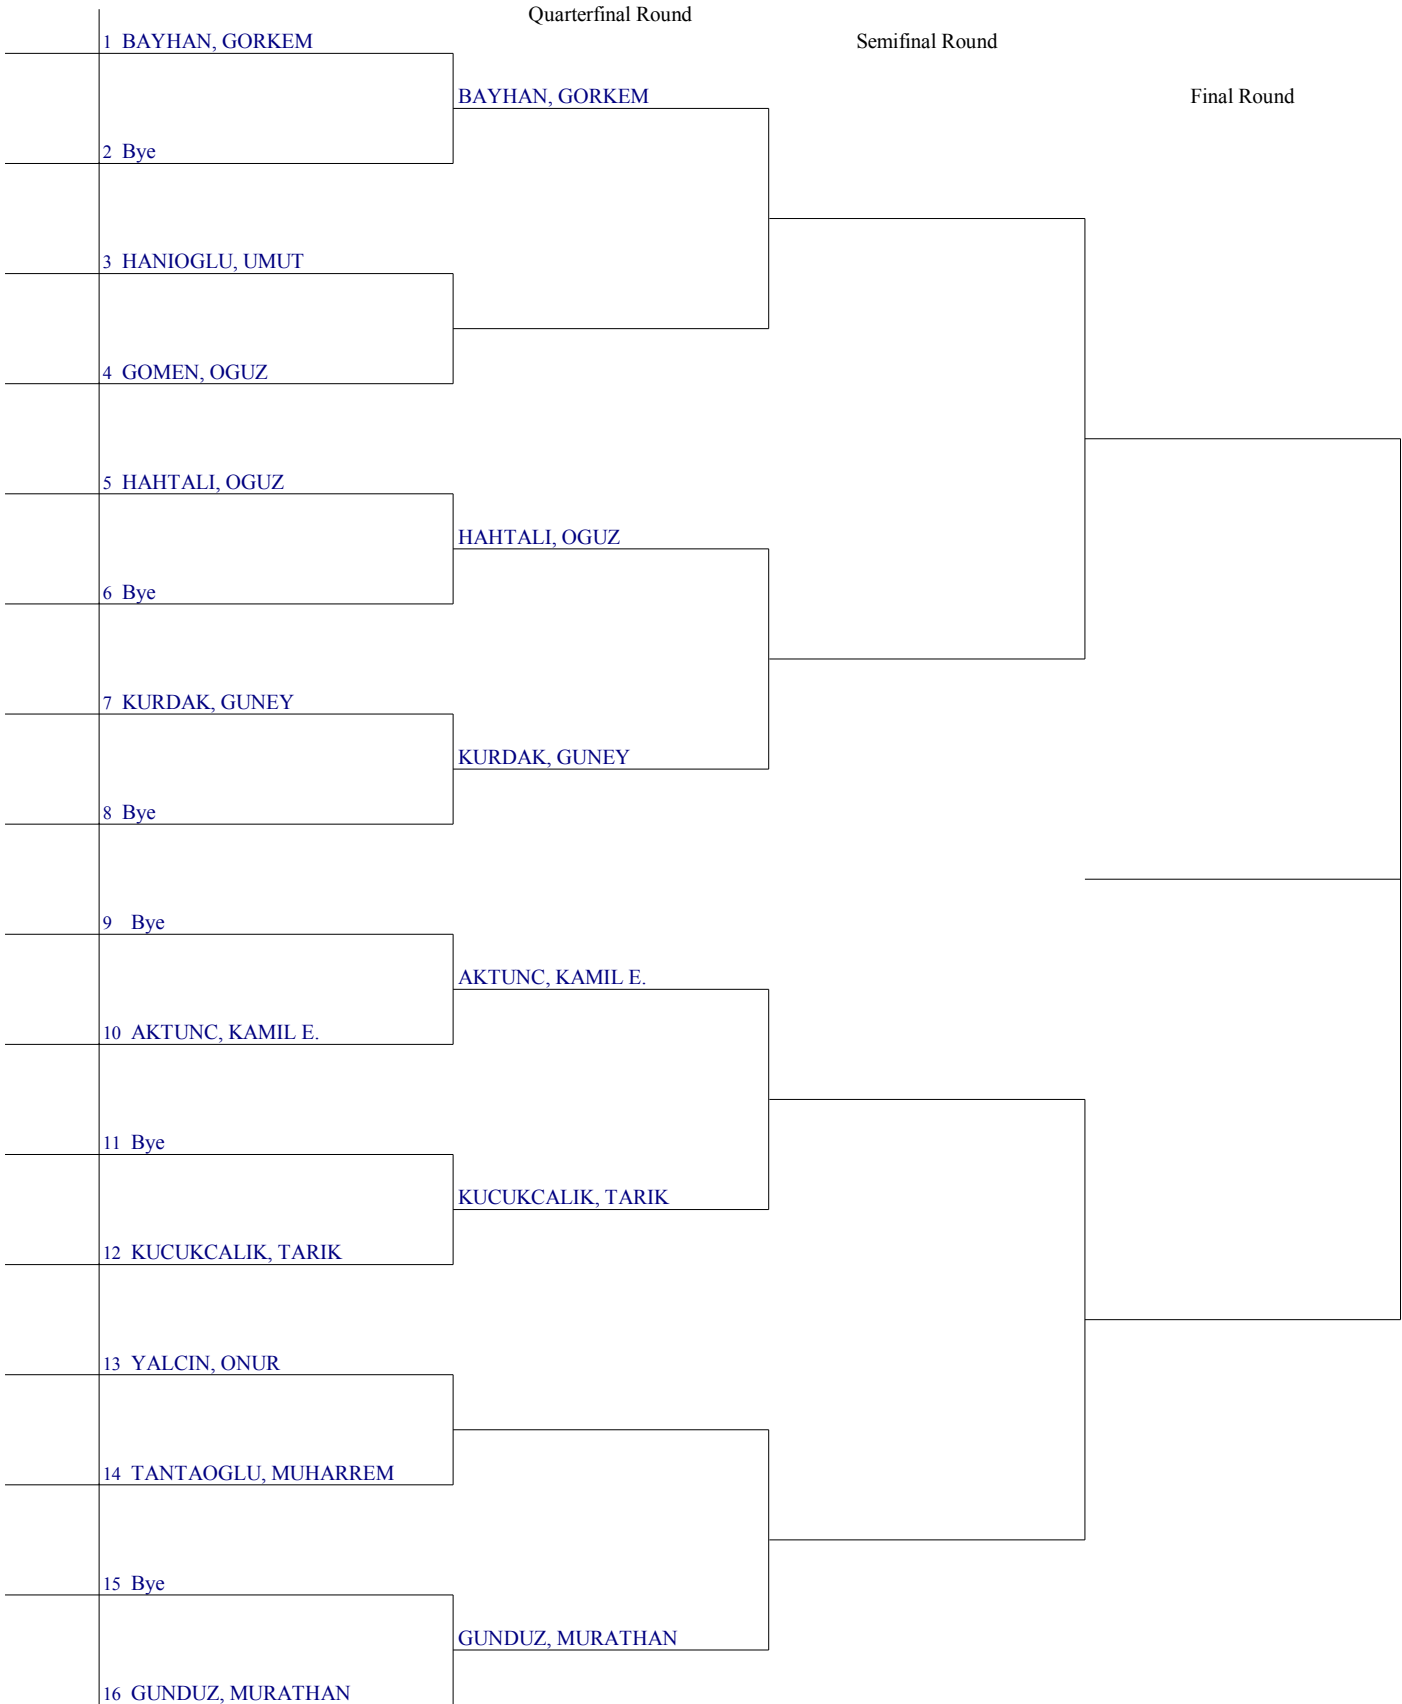 Quarterfinal Round
Semifinal Round
Final Round
1 BAYHAN, GORKEM
BAYHAN, GORKEM
2 Bye
3 HANIOGLU, UMUT
4 GOMEN, OGUZ
5 HAHTALI, OGUZ
HAHTALI, OGUZ
6 Bye
7 KURDAK, GUNEY
KURDAK, GUNEY
8 Bye
9 Bye
AKTUNC, KAMIL E.
10 AKTUNC, KAMIL E.
11 Bye
KUCUKCALIK, TARIK
12 KUCUKCALIK, TARIK
13 YALCIN, ONUR
14 TANTAOGLU, MUHARREM
15 Bye
GUNDUZ, MURATHAN
16 GUNDUZ, MURATHAN